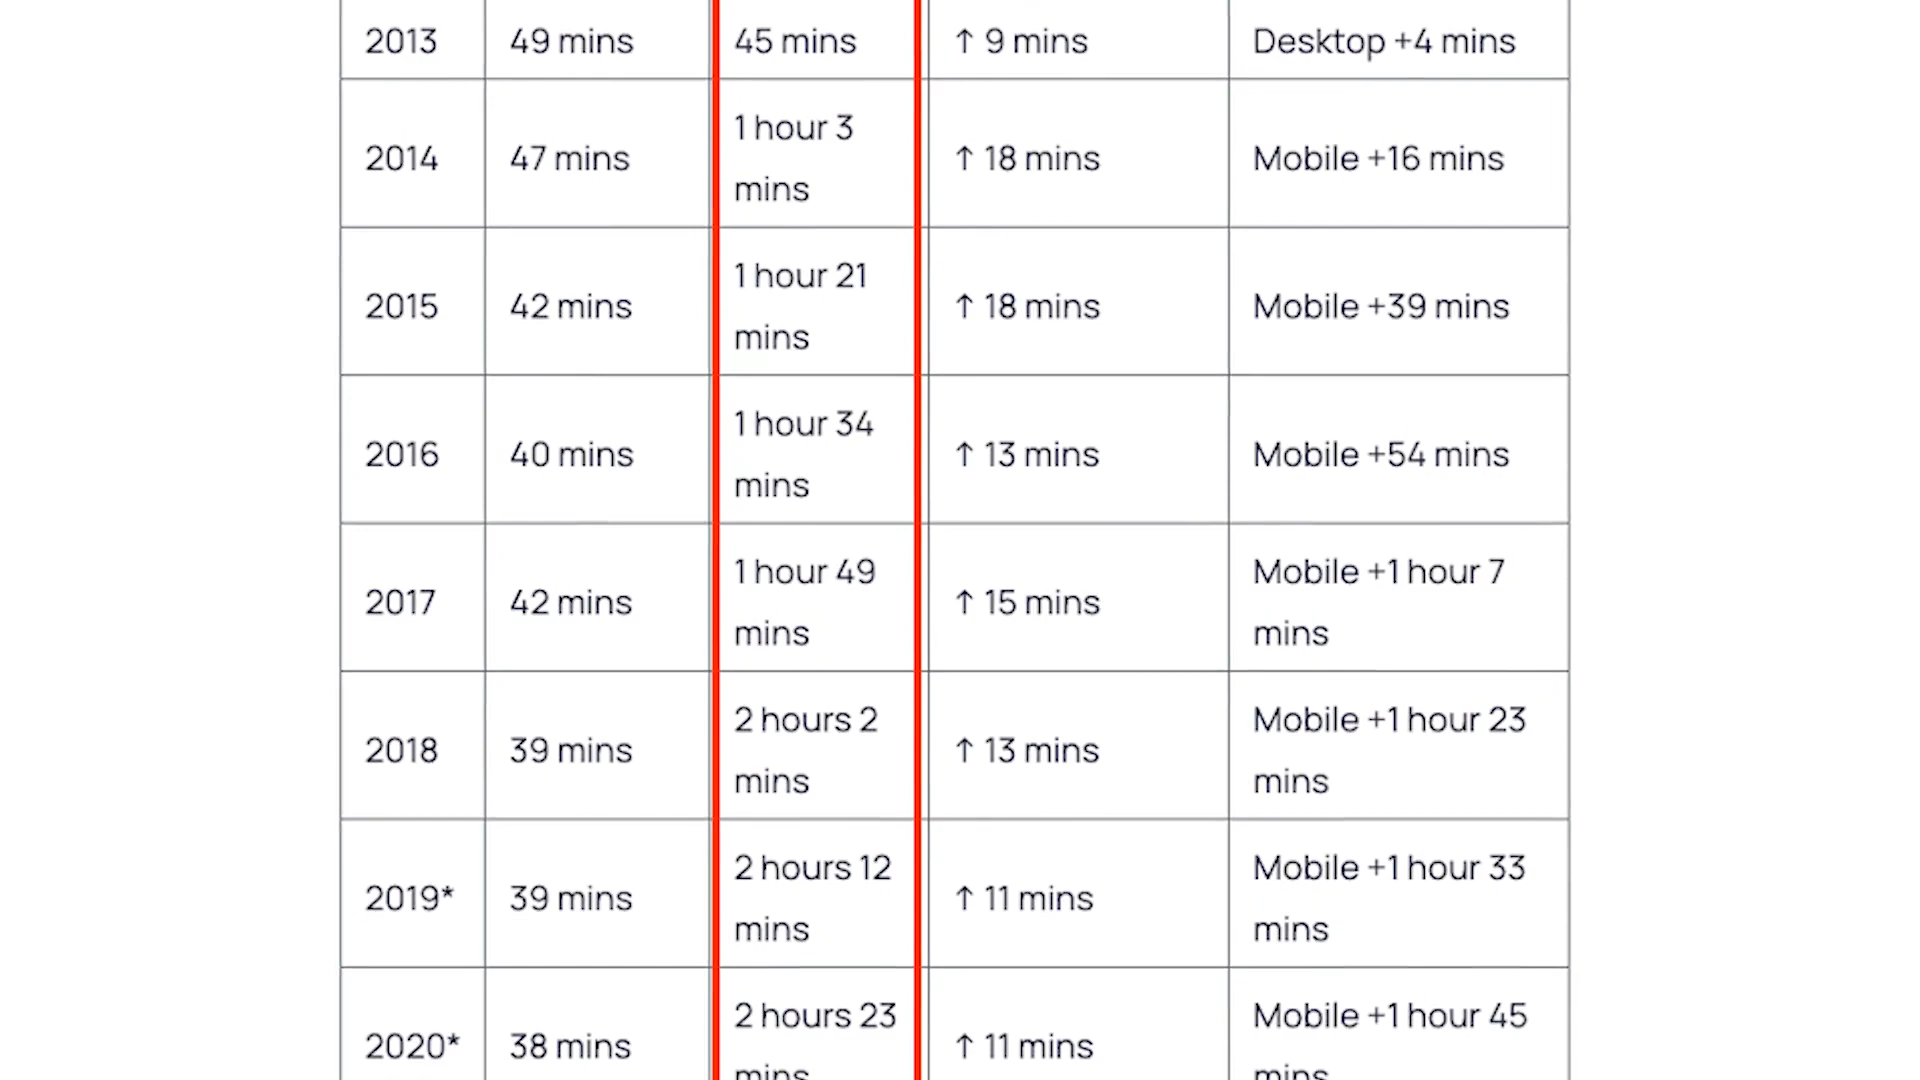 2013 49 mins 45 mins ↑ 9 mins Desktop +4 mins
2014 47 mins 1 hour 3 mins ↑ 18 mins Mobile +16 mins
2015 42 mins 1 hour 21 mins ↑ 18 mins Mobile +39 mins
2016 40 mins 1 hour 34 mins ↑ 13 mins Mobile +54 mins
2017 42 mins 1 hour 49 mins ↑ 15 mins Mobile +1 hour 7 mins
2018 39 mins 2 hours 2 mins ↑ 13 mins Mobile +1 hour 23 mins
2019* 39 mins 2 hours 12 mins ↑ 11 mins Mobile +1 hour 33 mins
2020* 38 mins 2 hours 23 mins ↑ 11 mins Mobile +1 hour 45 mins